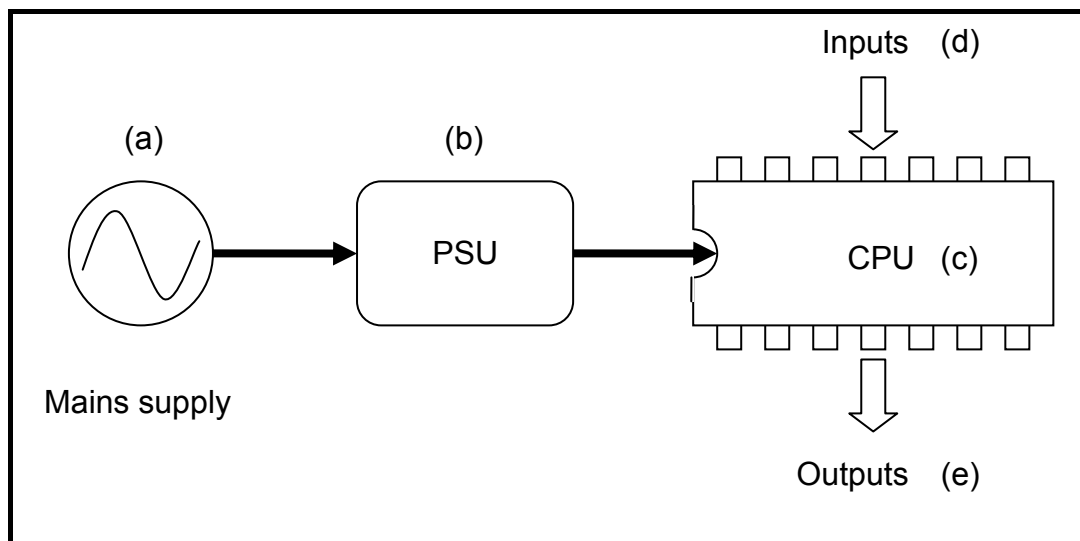 Inputs (d)
(a) (b)
PSU
CPU (c)
Mains supply
Outputs (e)